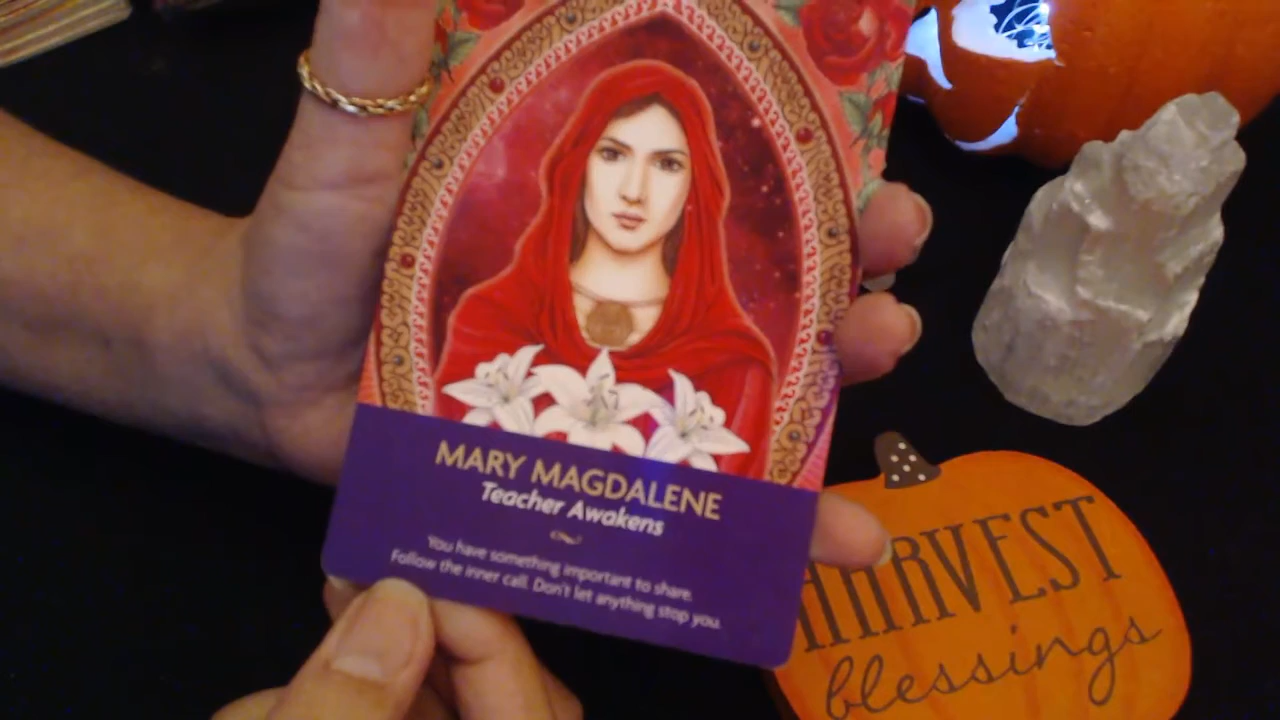 MARY MAGDALENE
Teacher Awakens
You have something important to share.
Follow the inner call. Don't let anything stop you.
HARVEST
blessings